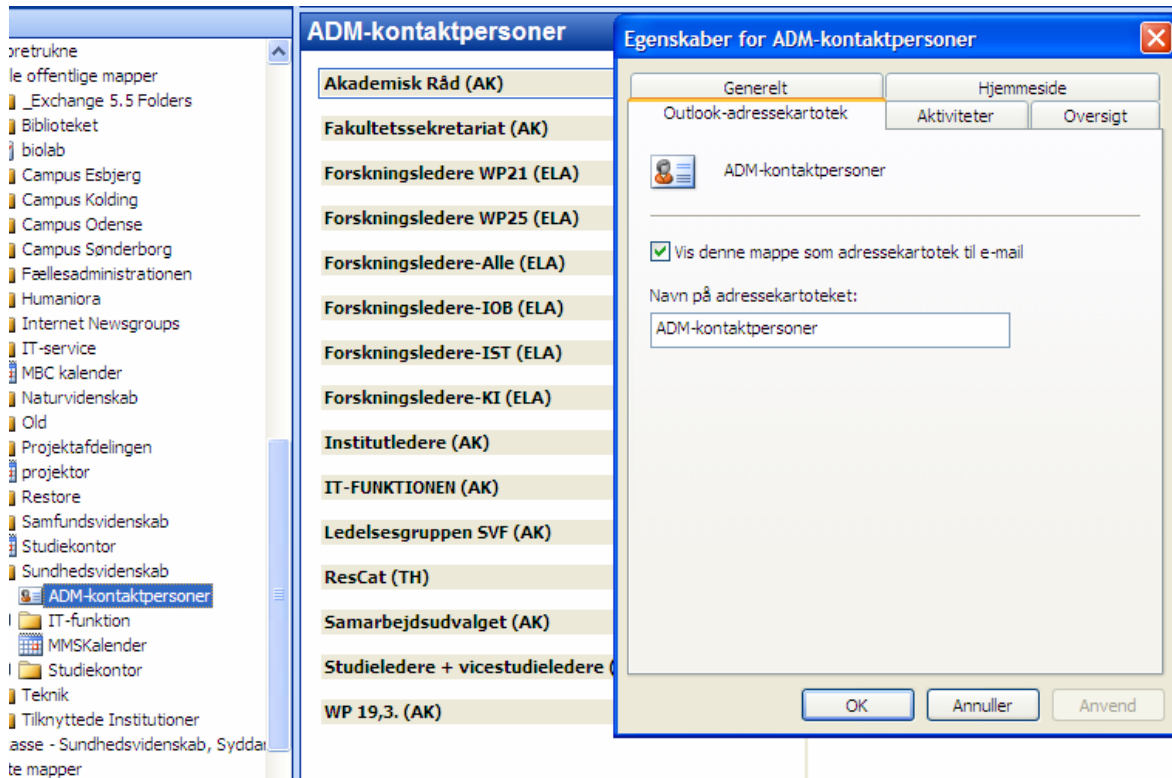 oretrukne
le offentlige mapper
_Exchange 5.5 Folders
Biblioteket
biolab
Campus Esbjerg
Campus Kolding
Campus Odense
Campus Sønderborg
Fællesadministrationen
Humaniora
Internet Newsgroups
IT-service
MBC kalender
Naturvidenskab
Old
Projektafdelingen
projektor
Restore
Samfundsvidenskab
Studiekontor
Sundhedsvidenskab
ADM-kontaktpersoner
IT-funktion
MMSKalender
Studiekontor
Teknik
Tilknyttede Institutioner
asse - Sundhedsvidenskab, Syddan
te mapper
ADM-kontaktpersoner
Akademisk Råd (AK)
Fakultetssekretariat (AK)
Forskningsledere WP21 (ELA)
Forskningsledere WP25 (ELA)
Forskningsledere-Alle (ELA)
Forskningsledere-IOB (ELA)
Forskningsledere-IST (ELA)
Forskningsledere-KI (ELA)
Institutledere (AK)
IT-FUNKTIONEN (AK)
Ledelsesgruppen SVF (AK)
ResCat (TH)
Samarbejdsudvalget (AK)
Studieledere + vicestudieledere (
WP 19,3. (AK)
Egenskaber for ADM-kontaktpersoner
Generelt Hjemmeside
Outlook-adressekartotek Aktiviteter Oversigt
ADM-kontaktpersoner
Vis denne mappe som adressekartotek til e-mail
Navn på adressekartoteket:
ADM-kontaktpersoner
OK Annuller Anvend